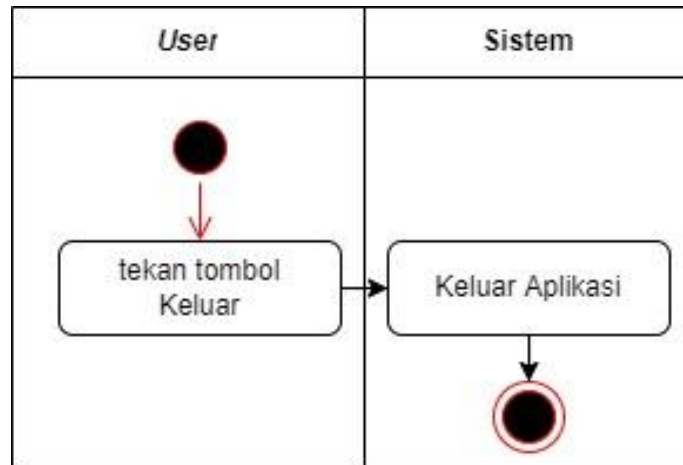 User
Sistem
tekan tombol
Keluar
Keluar Aplikasi